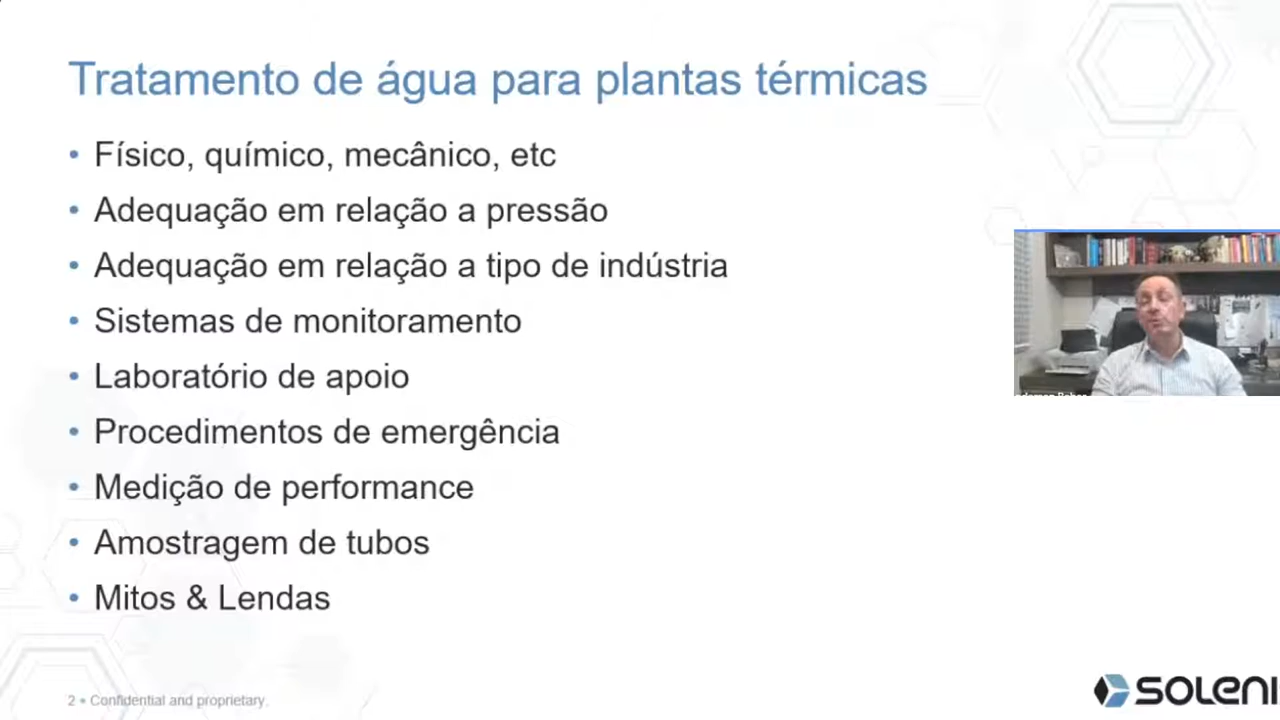 Tratamento de água para plantas térmicas
• Físico, químico, mecânico, etc
• Adequação em relação a pressão
• Adequação em relação a tipo de indústria
• Sistemas de monitoramento
• Laboratório de apoio
• Procedimentos de emergência
• Medição de performance
• Amostragem de tubos
• Mitos & Lendas
2 • Confidential and proprietary.
SOLENI